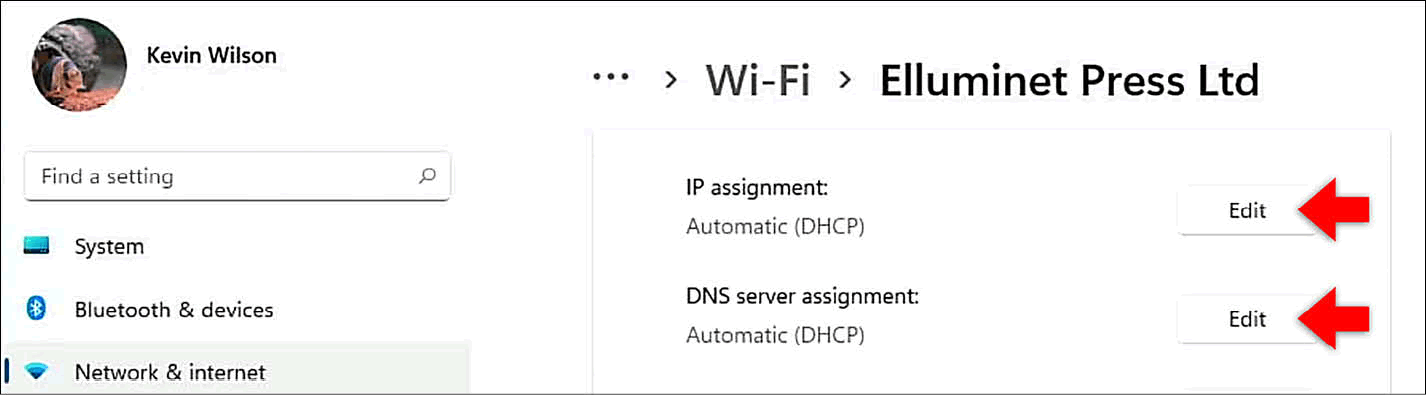 Kevin Wilson
Find a setting
System
Bluetooth & devices
Network & internet
... > Wi-Fi > Elluminet Press Ltd
IP assignment:
Automatic (DHCP)
Edit
DNS server assignment:
Automatic (DHCP)
Edit